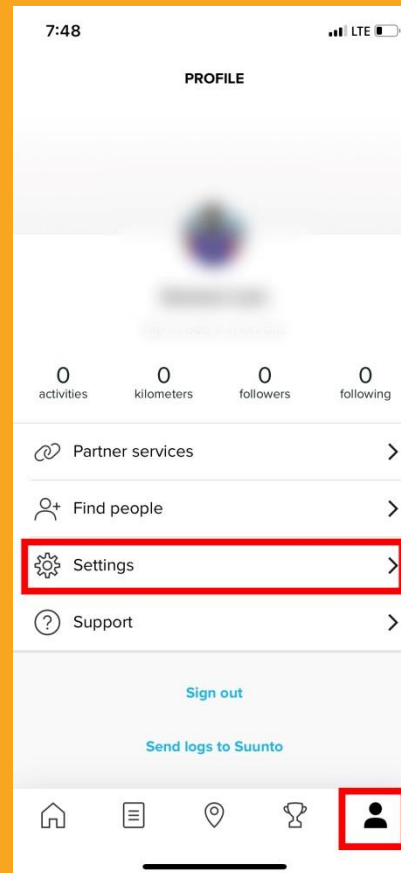 7:48 LTE
PROFILE
0 0 0 0
activities kilometers followers following
Partner services
Find people
Settings
? Support
Sign out
Send logs to Suunto